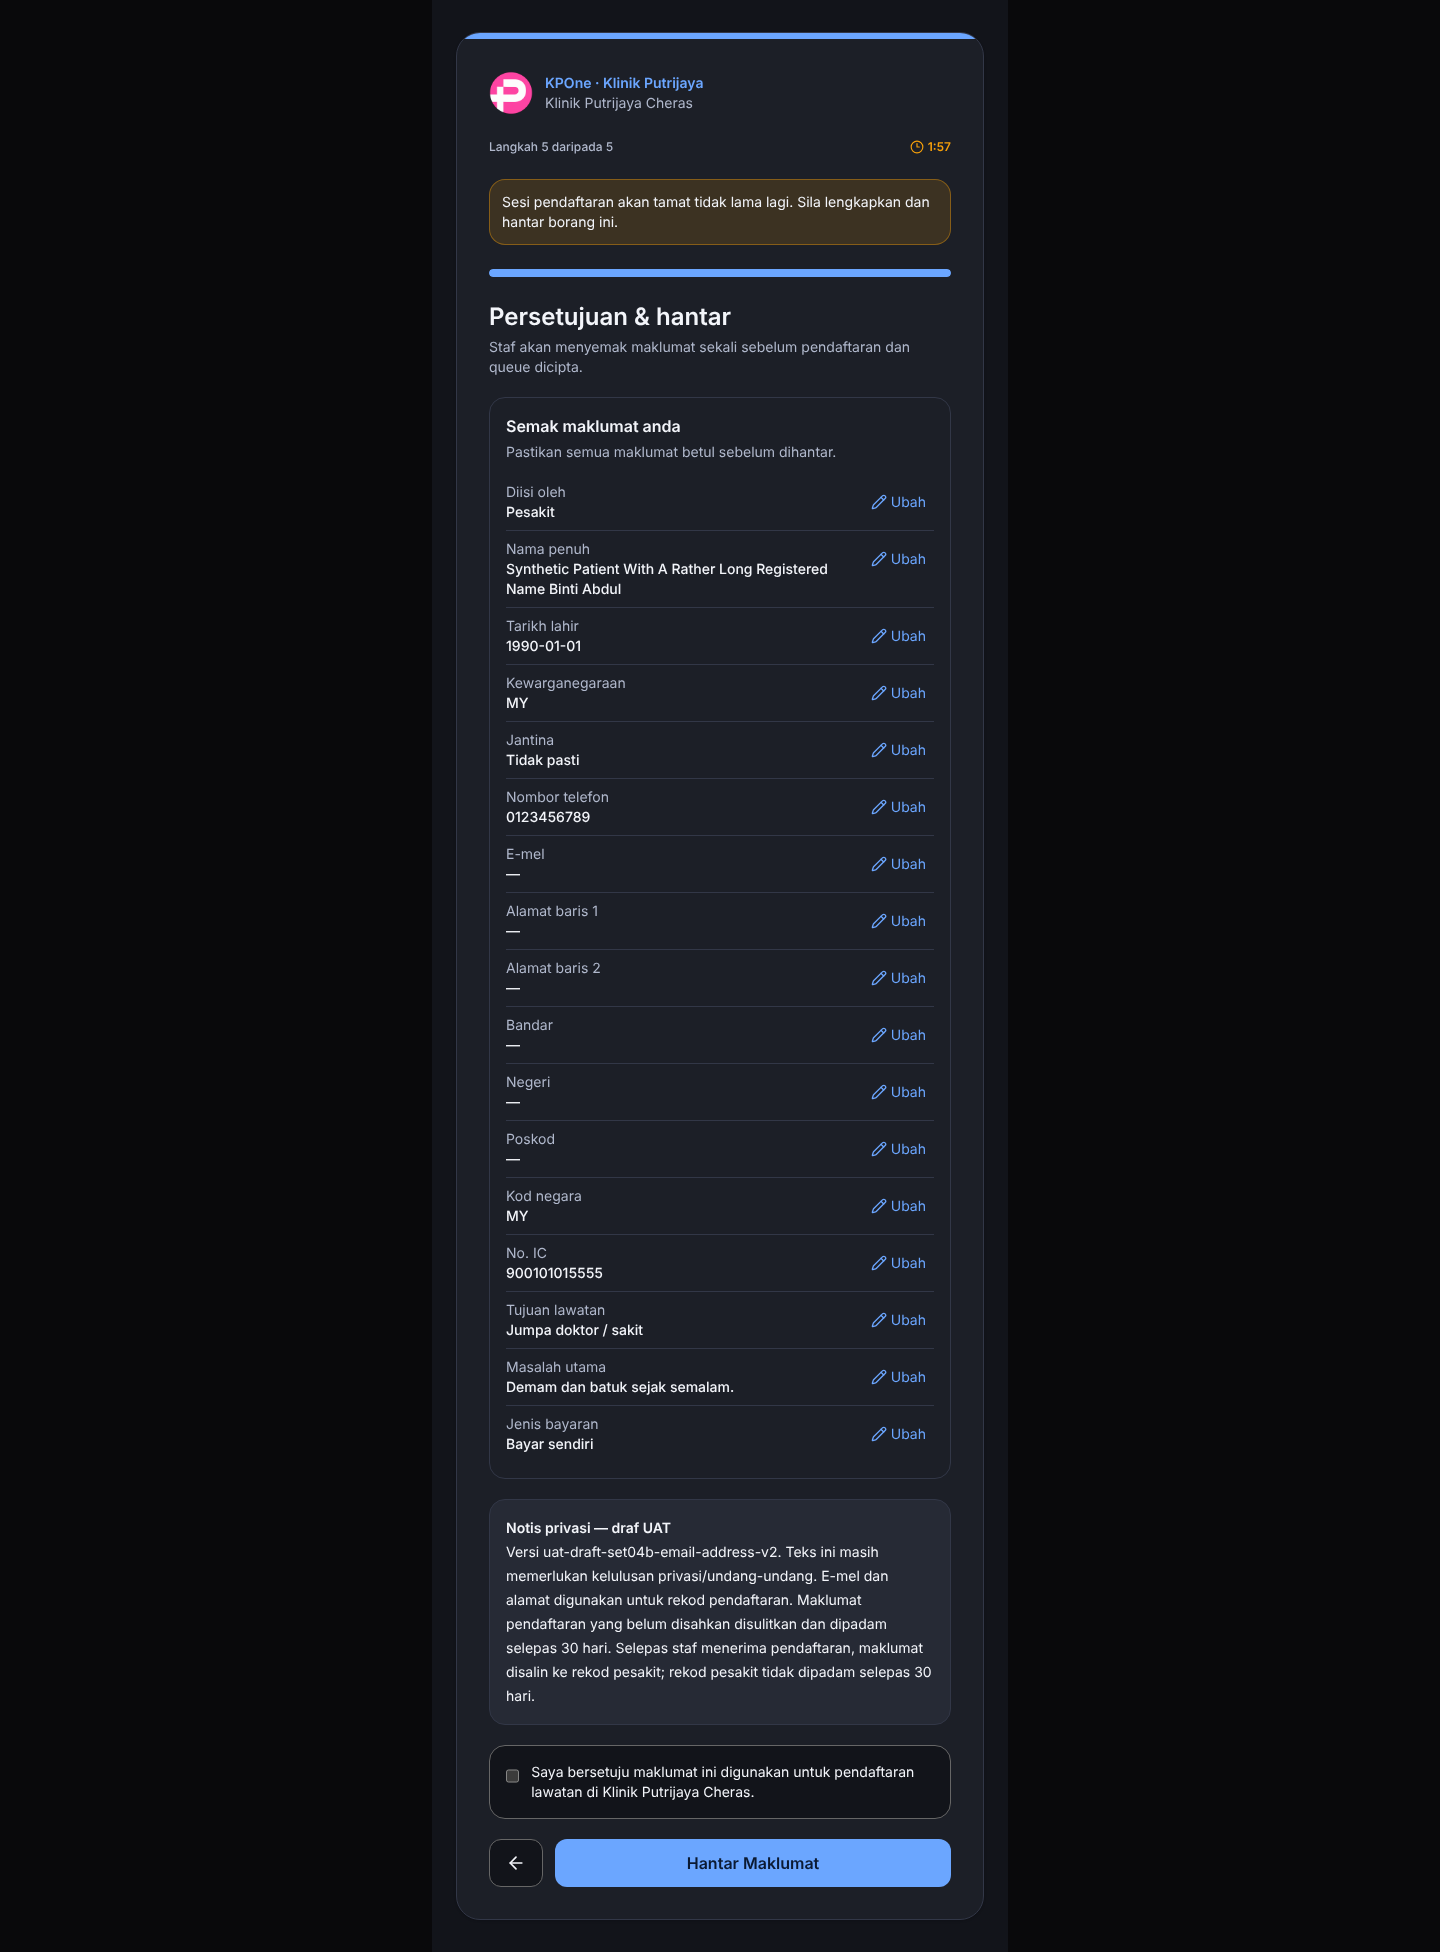 KPOne · Klinik Putrijaya
Klinik Putrijaya Cheras
Langkah 5 daripada 5
1:57
Sesi pendaftaran akan tamat tidak lama lagi. Sila lengkapkan dan
hantar borang ini.
Persetujuan & hantar
Staf akan menyemak maklumat sekali sebelum pendaftaran dan
queue dicipta.
Semak maklumat anda
Pastikan semua maklumat betul sebelum dihantar.
Diisi oleh
Pesakit
Ubah
Nama penuh
Synthetic Patient With A Rather Long Registered
Name Binti Abdul
Ubah
Tarikh lahir
1990-01-01
Ubah
Kewarganegaraan
MY
Ubah
Jantina
Tidak pasti
Ubah
Nombor telefon
0123456789
Ubah
E-mel
—
Ubah
Alamat baris 1
—
Ubah
Alamat baris 2
—
Ubah
Bandar
—
Ubah
Negeri
—
Ubah
Poskod
—
Ubah
Kod negara
MY
Ubah
No. IC
900101015555
Ubah
Tujuan lawatan
Jumpa doktor / sakit
Ubah
Masalah utama
Demam dan batuk sejak semalam.
Ubah
Jenis bayaran
Bayar sendiri
Ubah
Notis privasi — draf UAT
Versi uat-draft-set04b-email-address-v2. Teks ini masih
memerlukan kelulusan privasi/undang-undang. E-mel dan
alamat digunakan untuk rekod pendaftaran. Maklumat
pendaftaran yang belum disahkan disulitkan dan dipadam
selepas 30 hari. Selepas staf menerima pendaftaran, maklumat
disalin ke rekod pesakit; rekod pesakit tidak dipadam selepas 30
hari.
Saya bersetuju maklumat ini digunakan untuk pendaftaran
lawatan di Klinik Putrijaya Cheras.
Hantar Maklumat